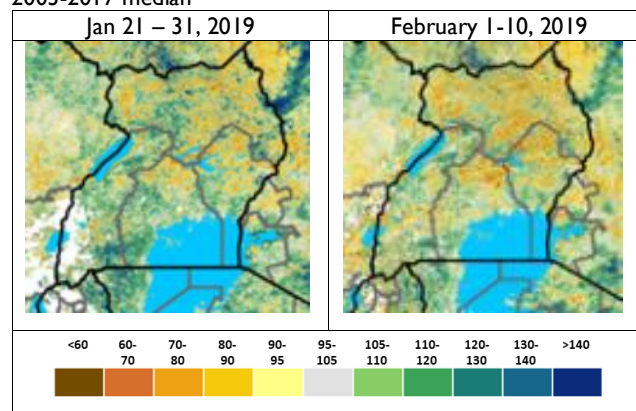 2003-2017 median
Jan 21 – 31, 2019
February 1-10, 2019
<60 60- 70- 80- 90- 95- 105- 110- 120- 130- >140
70 80 90 95 105 110 120 130 140